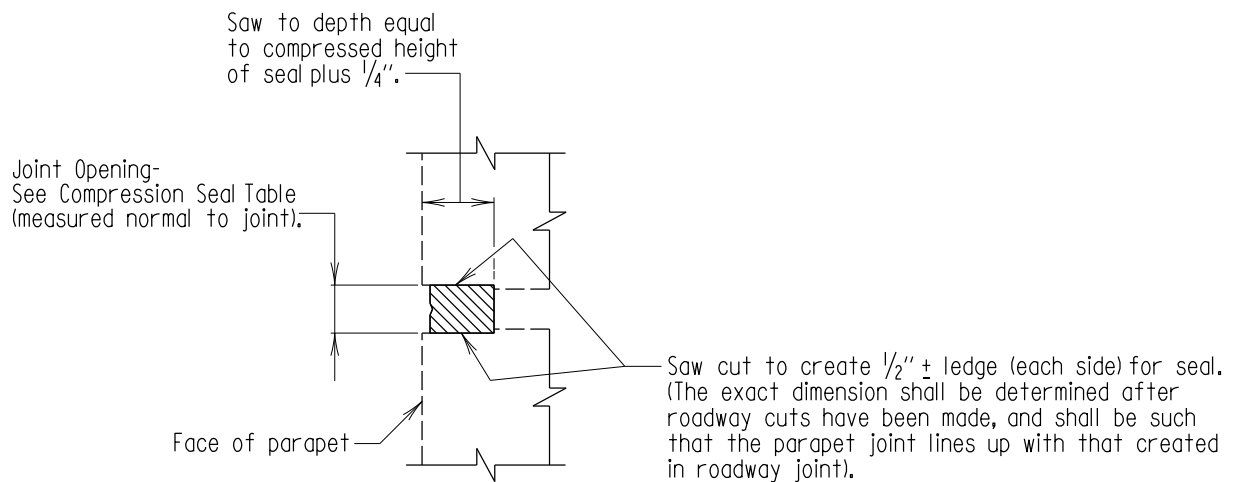 Saw to depth equal
to compressed height
of seal plus 1/4".
Joint Opening-
See Compression Seal Table
(measured normal to joint).
Saw cut to create 1/2" ± ledge (each side) for seal.
(The exact dimension shall be determined after
roadway cuts have been made, and shall be such
that the parapet joint lines up with that created
in roadway joint).
Face of parapet